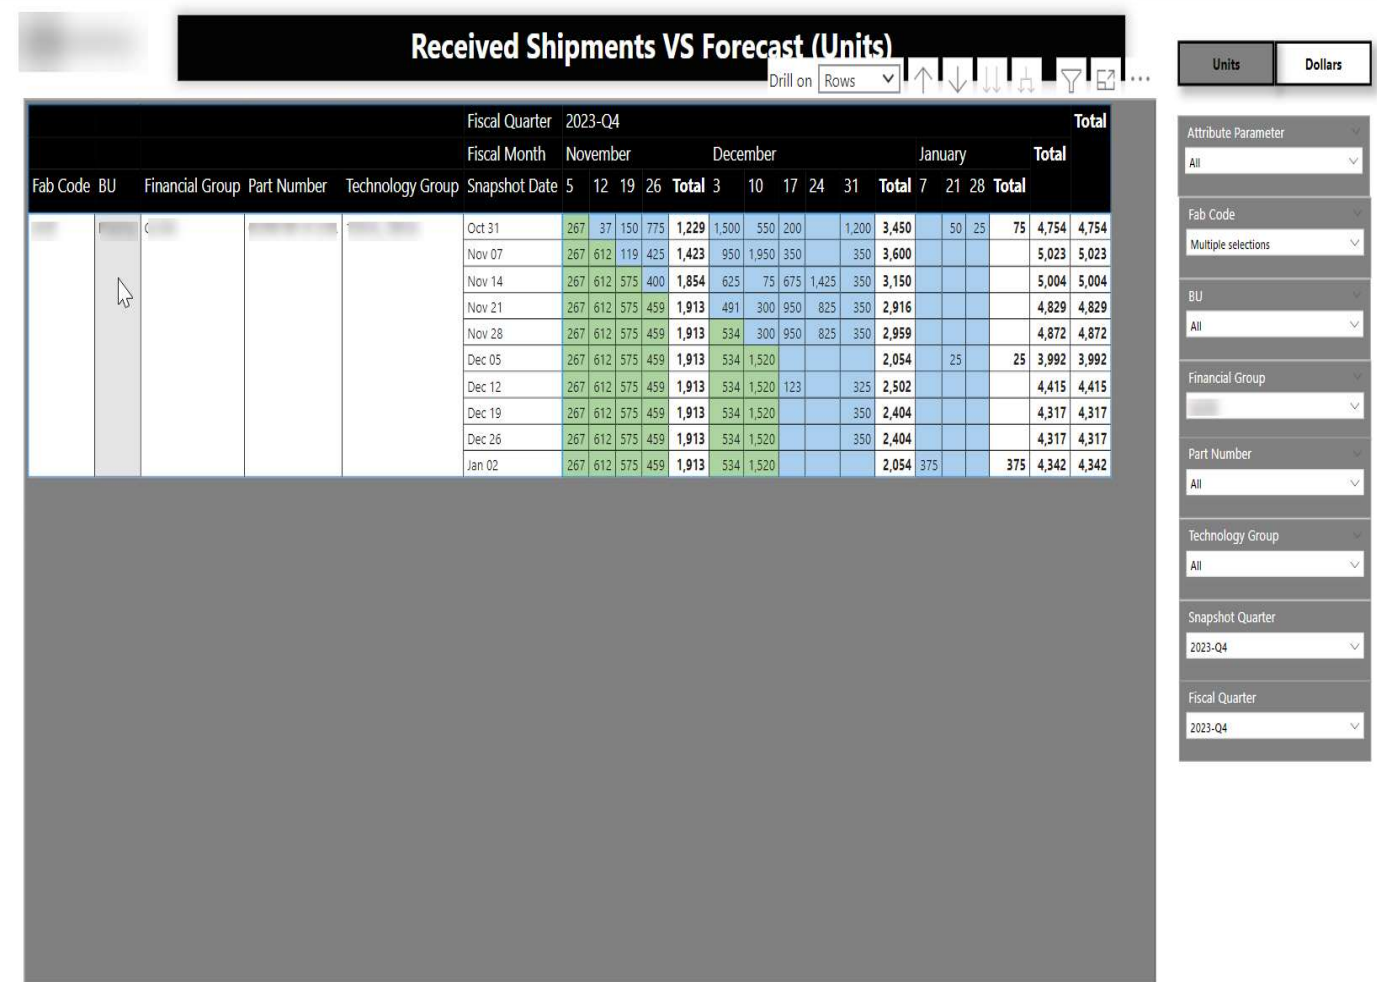 Received Shipments VS Forecast (Units)
Drill on Rows
Units Dollars
Fiscal Quarter 2023-Q4 Total
Fiscal Month November December January Total
Fab Code BU Financial Group Part Number Technology Group Snapshot Date 5 12 19 26 Total 3 10 17 24 31 Total 7 21 28 Total
Oct 31 267 37 150 775 1,229 1,500 550 200 1,200 3,450 50 25 75 4,754 4,754
Nov 07 267 612 119 425 1,423 950 1,950 350 350 3,600 5,023 5,023
Nov 14 267 612 575 400 1,854 625 75 675 1,425 350 3,150 5,004 5,004
Nov 21 267 612 575 459 1,913 491 300 950 825 350 2,916 4,829 4,829
Nov 28 267 612 575 459 1,913 534 300 950 825 350 2,959 4,872 4,872
Dec 05 267 612 575 459 1,913 534 1,520 2,054 25 25 3,992 3,992
Dec 12 267 612 575 459 1,913 534 1,520 123 325 2,502 4,415 4,415
Dec 19 267 612 575 459 1,913 534 1,520 350 2,404 4,317 4,317
Dec 26 267 612 575 459 1,913 534 1,520 350 2,404 4,317 4,317
Jan 02 267 612 575 459 1,913 534 1,520 2,054 375 375 4,342 4,342
Attribute Parameter
All
Fab Code
Multiple selections
BU
All
Financial Group
Part Number
All
Technology Group
All
Snapshot Quarter
2023-Q4
Fiscal Quarter
2023-Q4